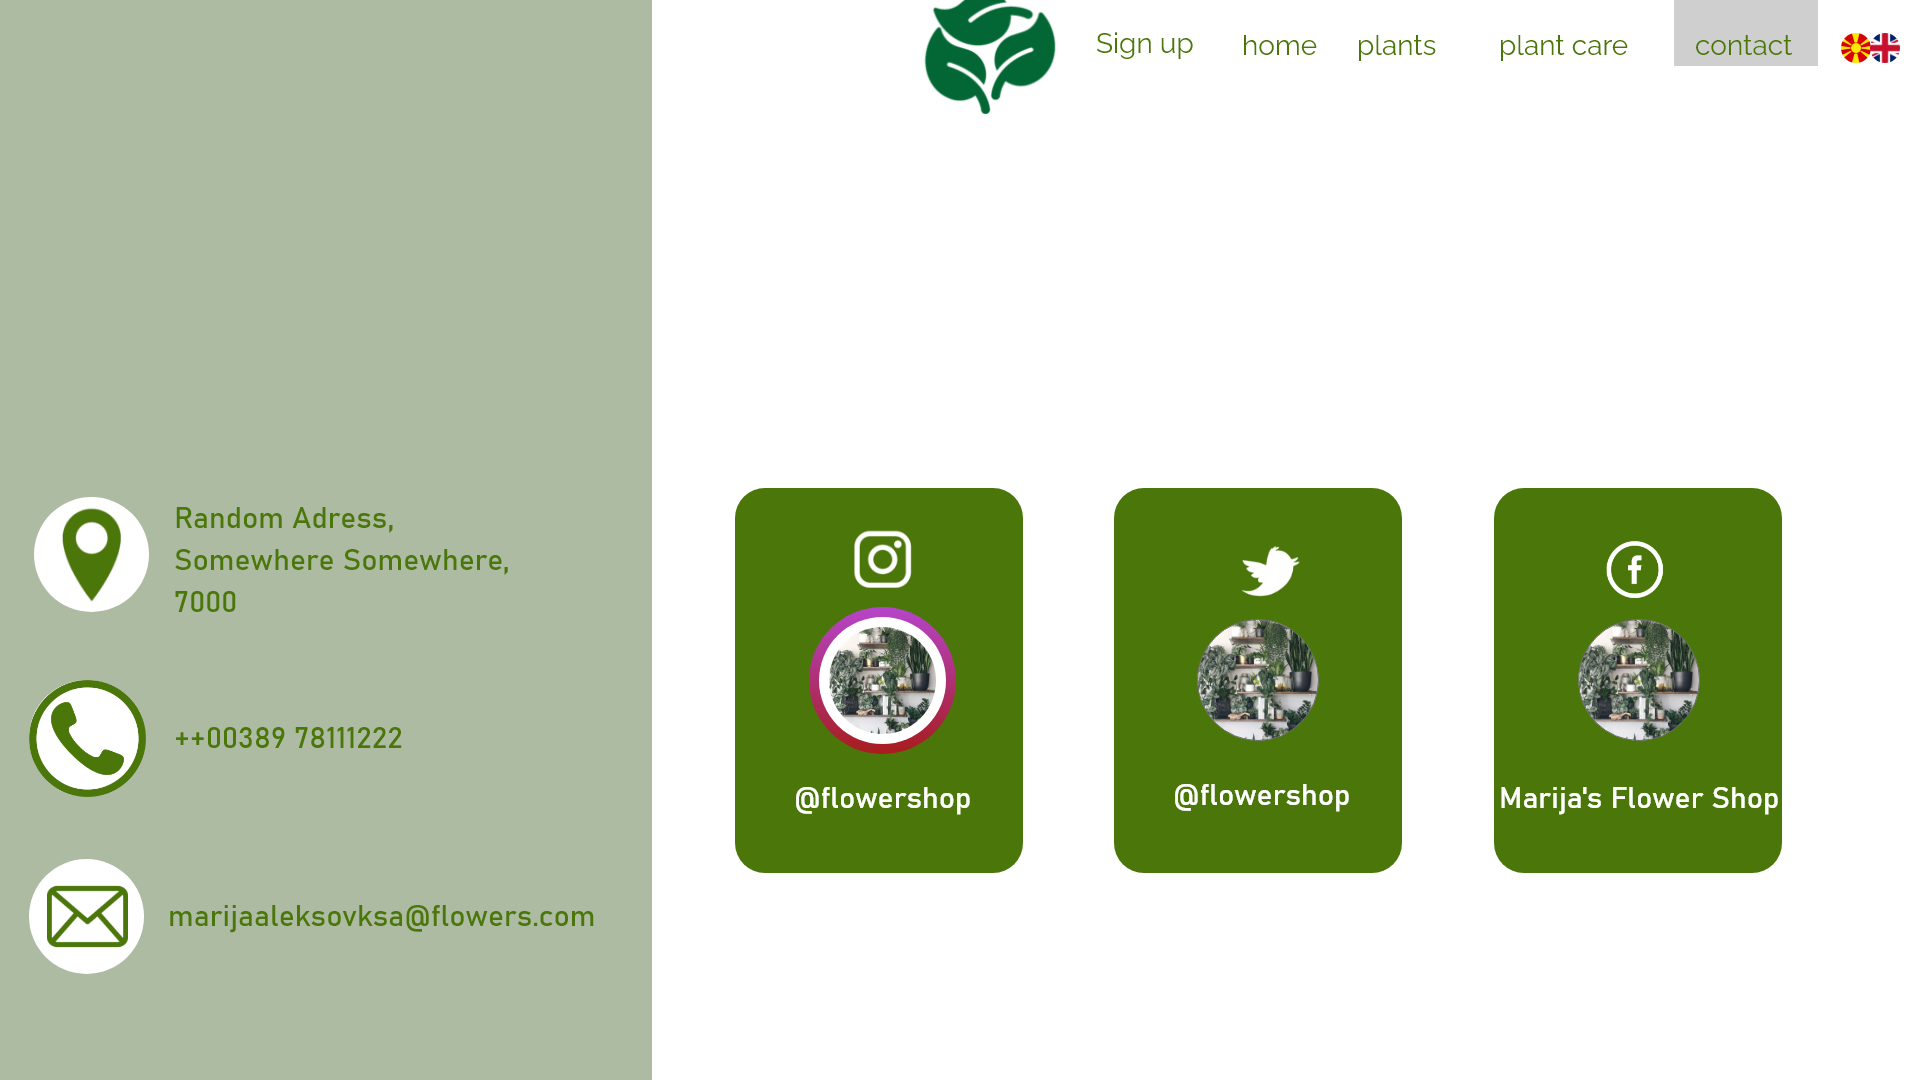 Sign up
home
plants
plant care
contact
Random Adress,
Somewhere Somewhere,
7000
++00389 78111222
marijaaleksovksa@flowers.com
@flowershop
@flowershop
Marija's Flower Shop